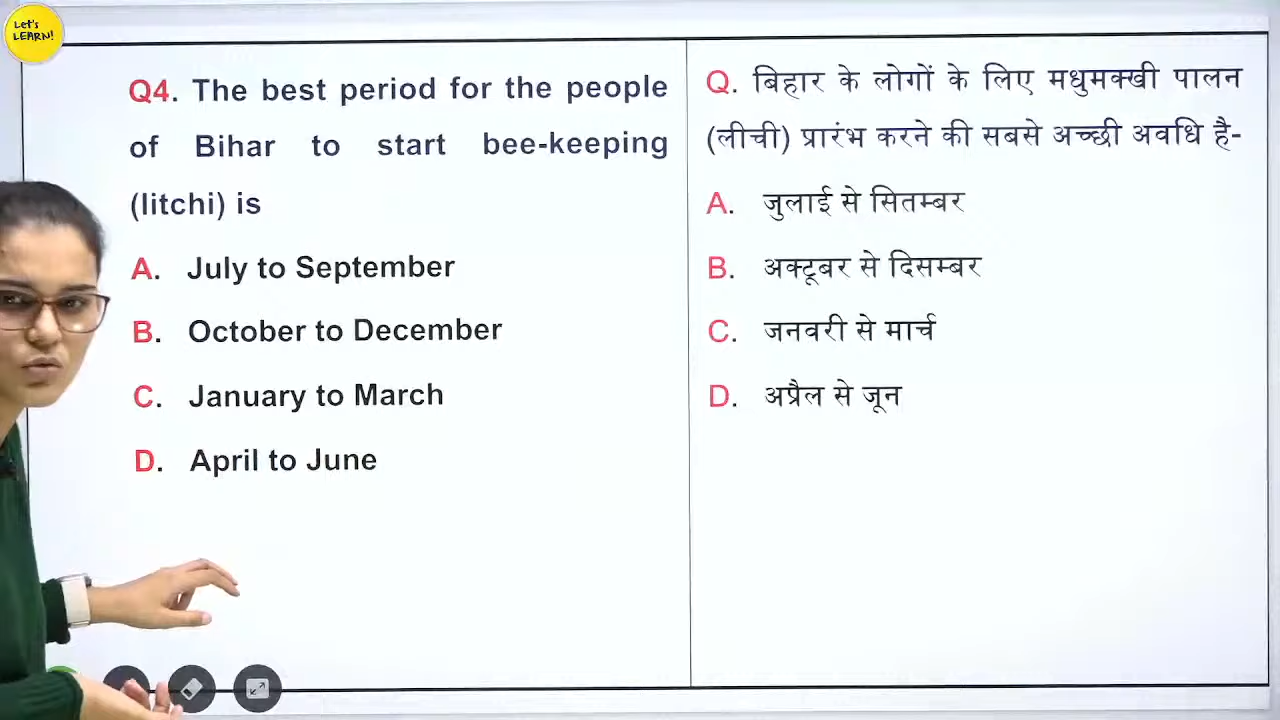 Let's
LEARN!
Q4. The best period for the people
of Bihar to start bee-keeping
(litchi) is
A. July to September
B. October to December
C. January to March
D. April to June
Q. बिहार के लोगों के लिए मधुमक्खी पालन
(लीची) प्रारंभ करने की सबसे अच्छी अवधि है-
A. जुलाई से सितम्बर
B. अक्टूबर से दिसम्बर
C. जनवरी से मार्च
D. अप्रैल से जून